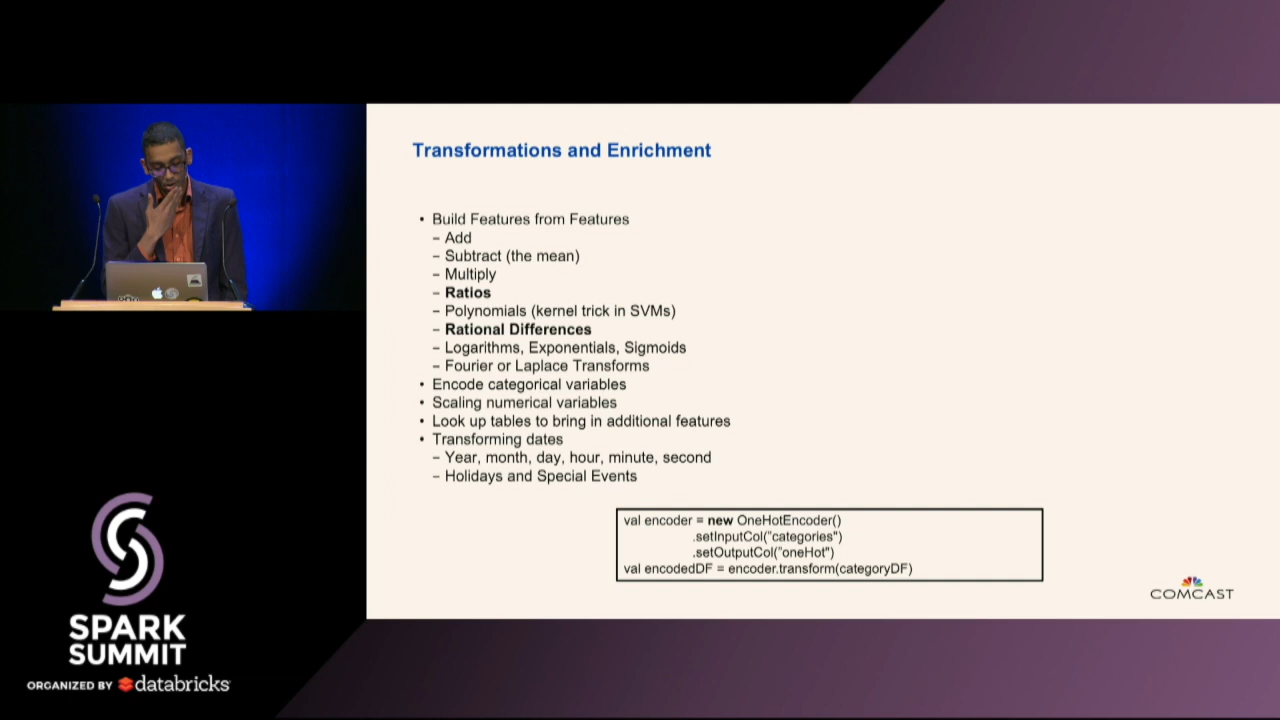 Transformations and Enrichment
• Build Features from Features
– Add
– Subtract (the mean)
– Multiply
– Ratios
– Polynomials (kernel trick in SVMs)
– Rational Differences
– Logarithms, Exponentials, Sigmoids
– Fourier or Laplace Transforms
• Encode categorical variables
• Scaling numerical variables
• Look up tables to bring in additional features
• Transforming dates
– Year, month, day, hour, minute, second
– Holidays and Special Events
val encoder = new OneHotEncoder()
.setInputCol("categories")
.setOutputCol("oneHot")
val encodedDF = encoder.transform(categoryDF)
COMCAST
SPARK
SUMMIT
ORGANIZED BY databricks